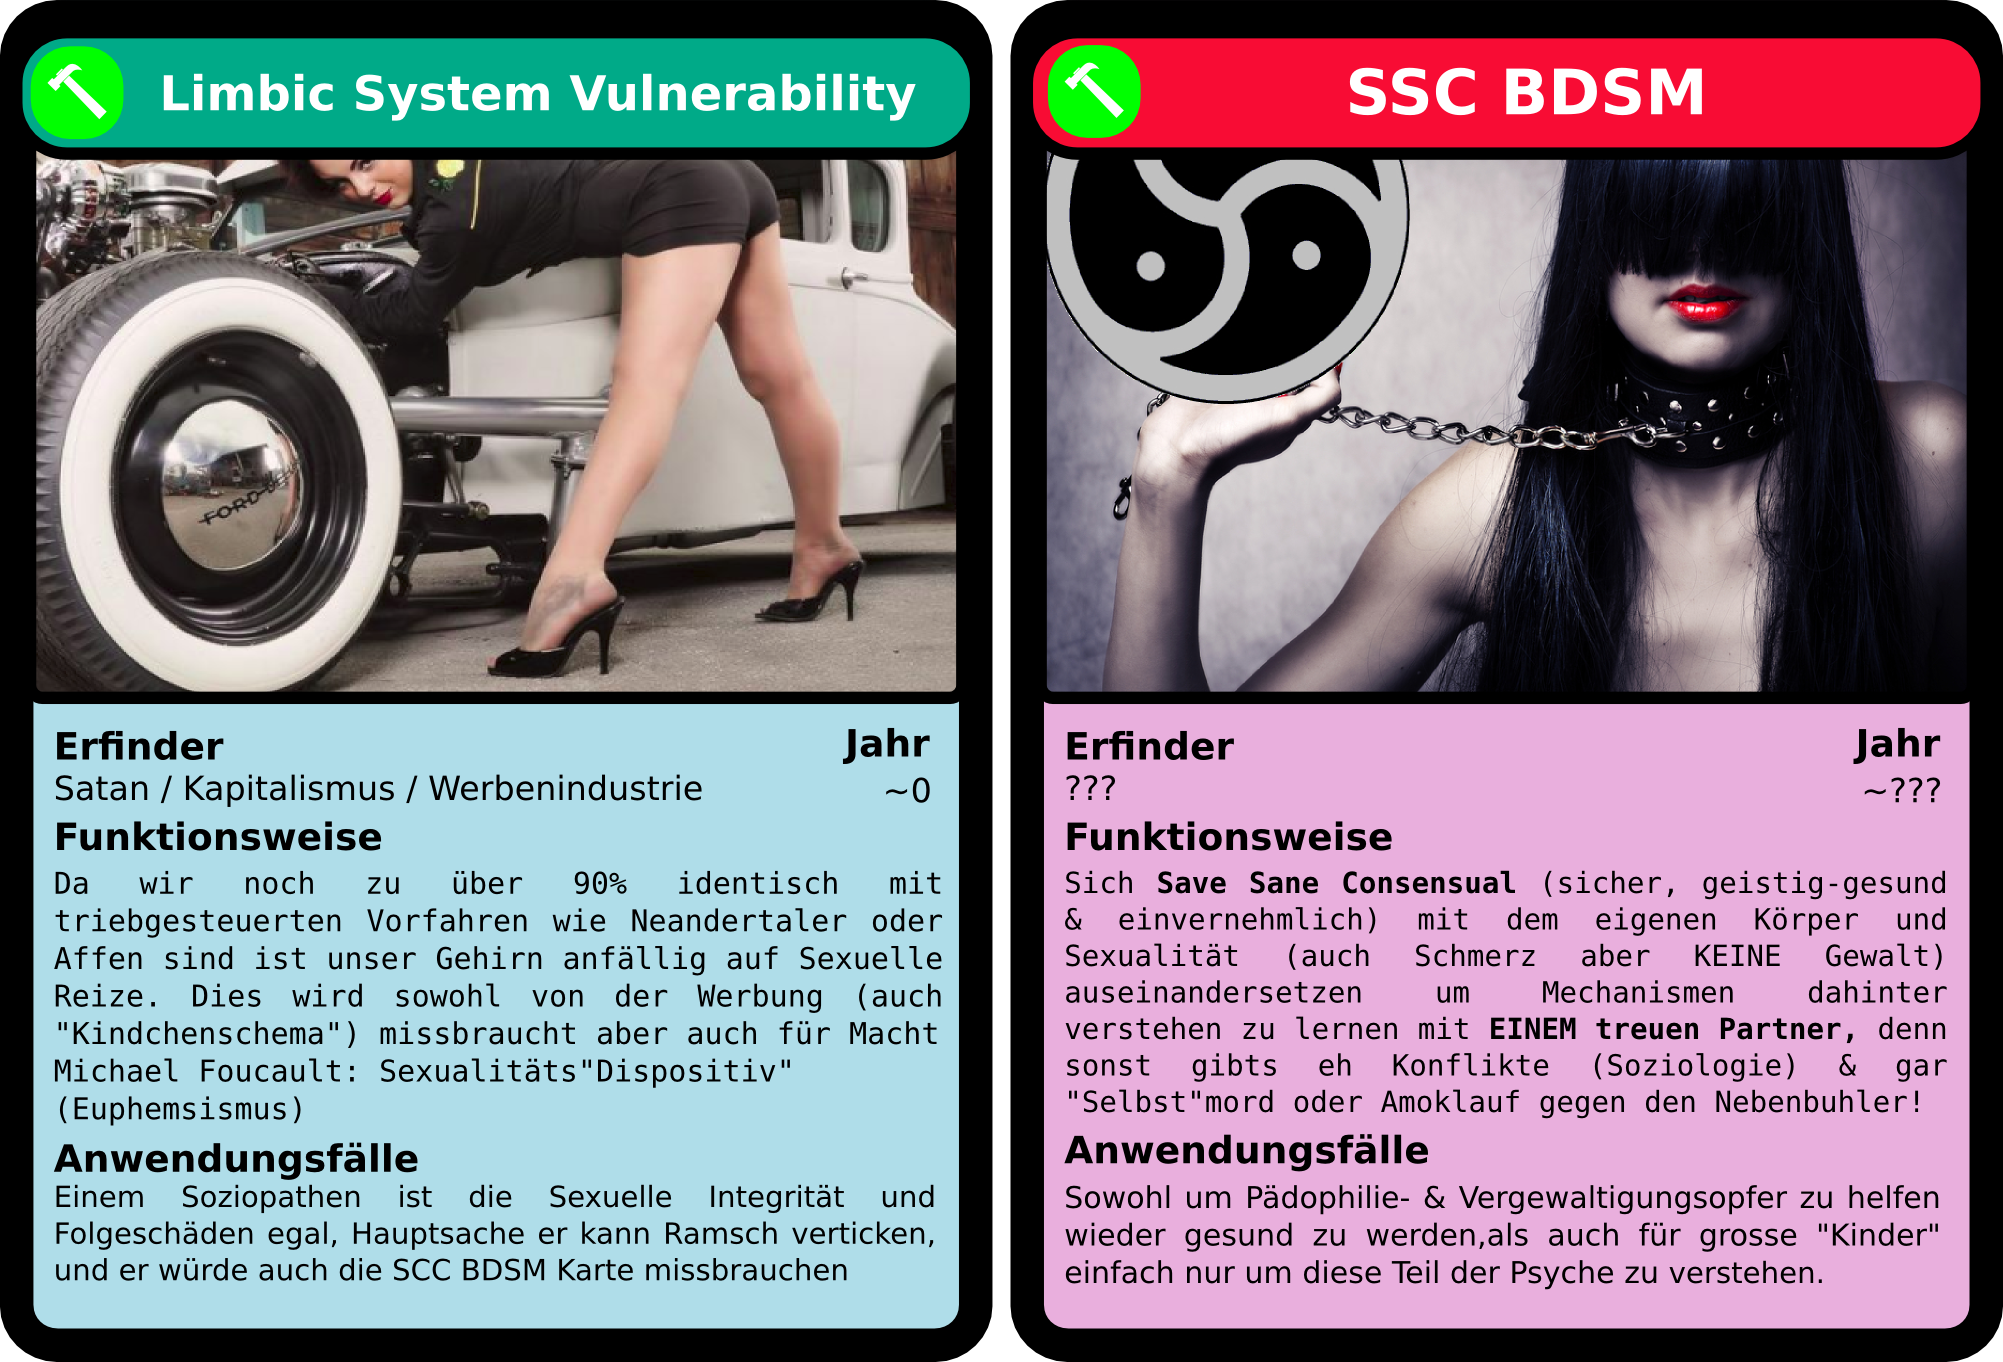 Limbic System Vulnerability
FORD DE
Erfinder
Jahr
Satan / Kapitalismus / Werbenindustrie
~0
Funktionsweise
Da wir noch zu über 90% identisch mit
triebgesteuerten Vorfahren wie Neandertaler oder
Affen sind ist unser Gehirn anfällig auf Sexuelle
Reize. Dies wird sowohl von der Werbung (auch
"Kindchenschema") missbraucht aber auch für Macht
Michael Foucault: Sexualitäts"Dispositiv"
(Euphemsismus)
Anwendungsfälle
Einem Soziopathen ist die Sexuelle Integrität und
Folgeschäden egal, Hauptsache er kann Ramsch verticken,
und er würde auch die SCC BDSM Karte missbrauchen
SSC BDSM
Erfinder
Jahr
???
~???
Funktionsweise
Sich Save Sane Consensual (sicher, geistig-gesund
& einvernehmlich) mit dem eigenen Körper und
Sexualität (auch Schmerz aber KEINE Gewalt)
auseinandersetzen um Mechanismen dahinter
verstehen zu lernen mit EINEM treuen Partner, denn
sonst gibts eh Konflikte (Soziologie) & gar
"Selbst"mord oder Amoklauf gegen den Nebenbuhler!
Anwendungsfälle
Sowohl um Pädophilie- & Vergewaltigungsopfer zu helfen
wieder gesund zu werden,als auch für grosse "Kinder"
einfach nur um diese Teil der Psyche zu verstehen.